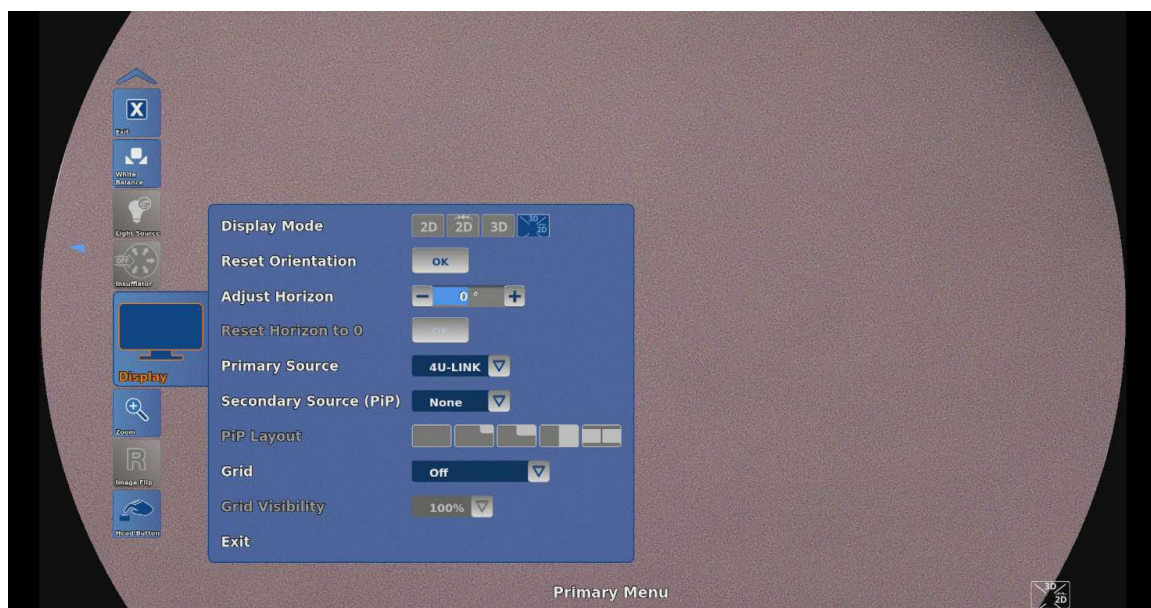 X
Exit
White
Balance
Light Source
OFF
Insufflator
Display
Zoom
R
Image Flip
Head Button
Display Mode
2D 2D 3D 3D 2D
Reset Orientation
OK
Adjust Horizon
0 °
Reset Horizon to 0
OK
Primary Source
4U-LINK
Secondary Source (PiP)
None
PiP Layout
Grid
Off
Grid Visibility
100%
Exit
Primary Menu
3D
2D